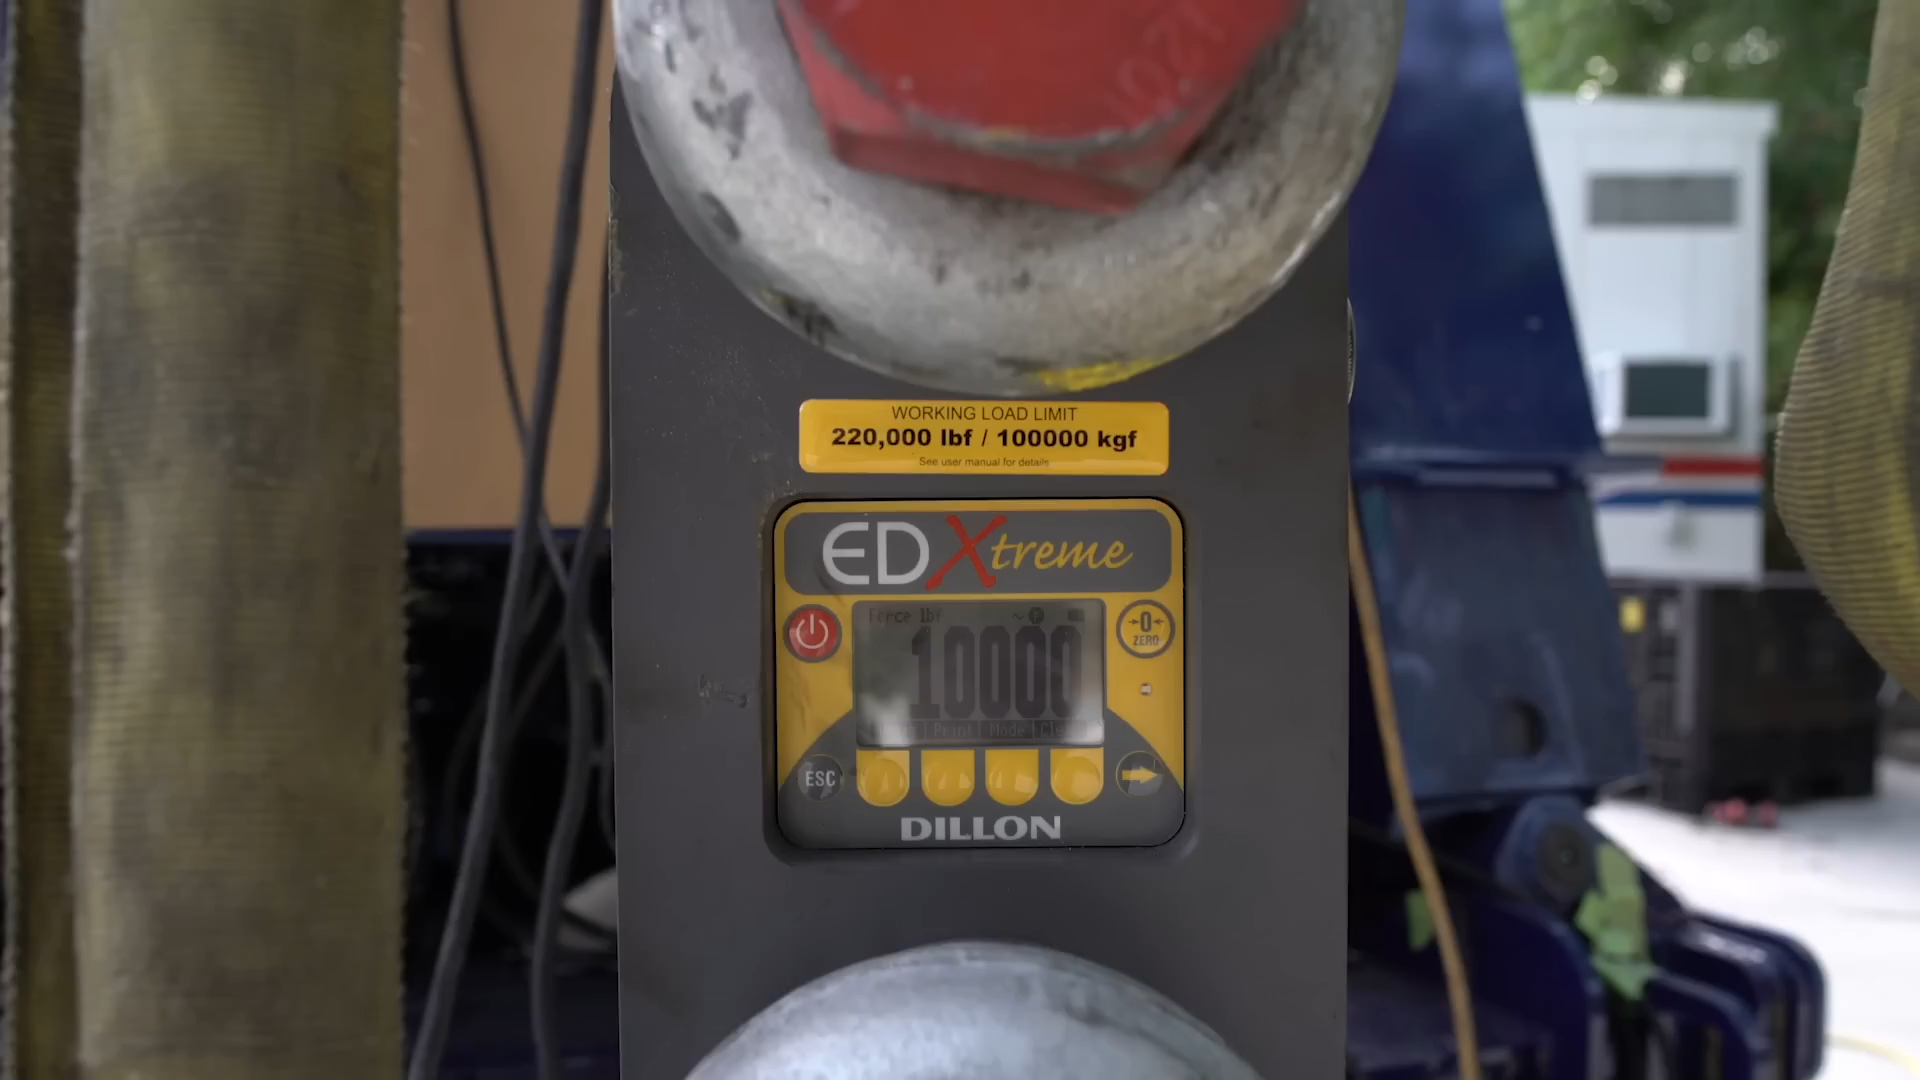 WORKING LOAD LIMIT
220,000 lbf / 100000 kgf
See user manual for details
EDXtreme
Force lbf
→0←
ZERO
10000
Print | Mode |
ESC
DILLON